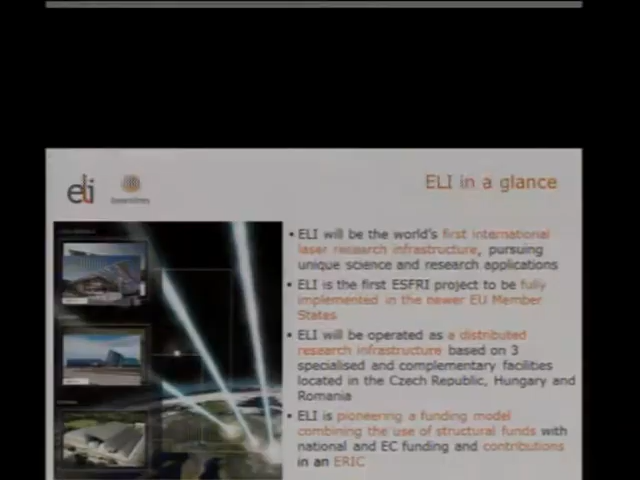 eli
ELI in a glance
• ELI will be the world's first international
laser research infrastructure, pursuing
unique science and research applications
• ELI is the first ESFRI project to be fully
implemented in the newer EU Member
States
• ELI will be operated as a distributed
research infrastructure based on 3
specialised and complementary facilities
located in the Czech Republic, Hungary and
Romania
• ELI is pioneering a funding model
combining the use of structural funds with
national and EC funding and contributions
in an ERIC